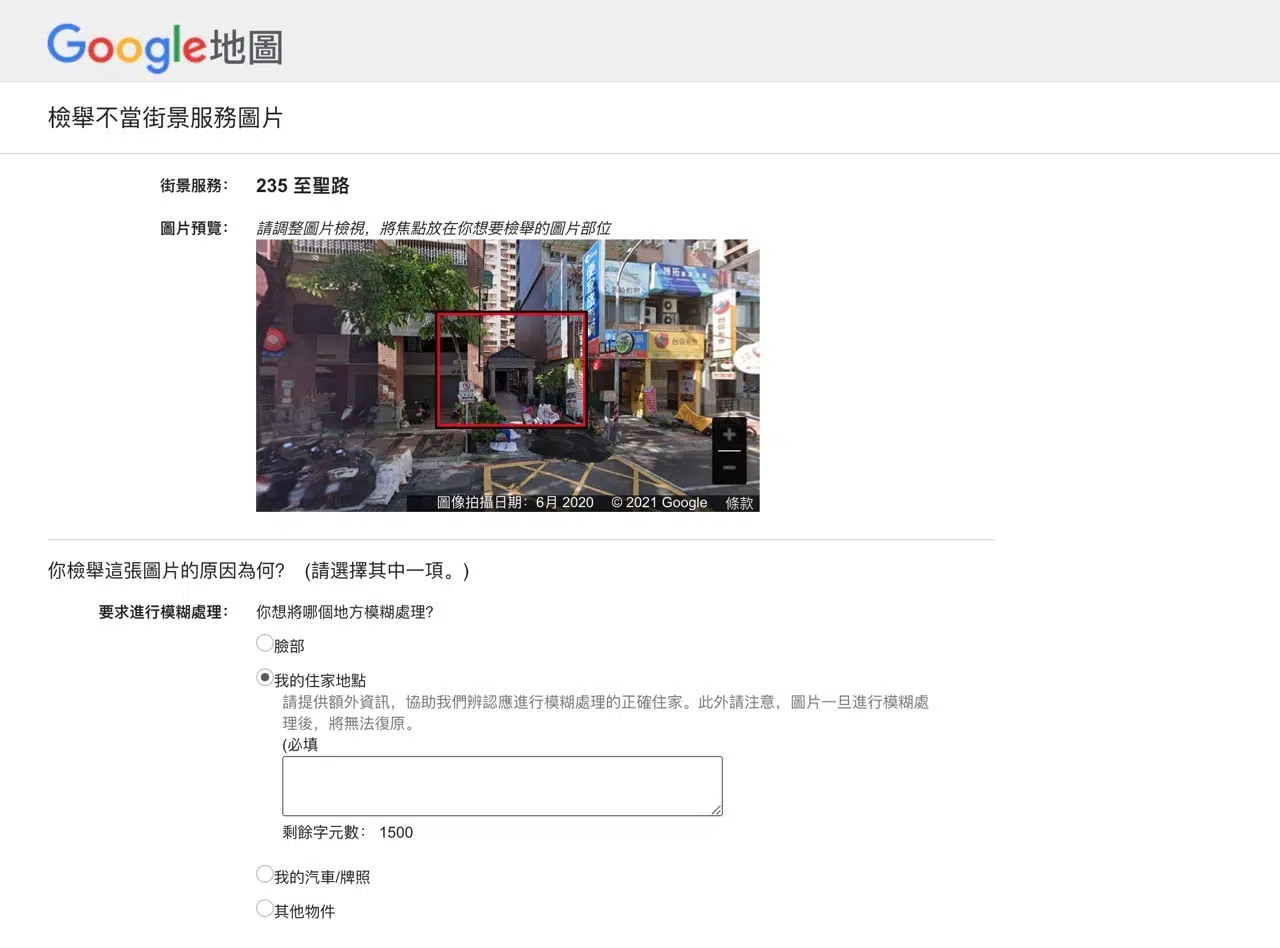 Google地圖
檢舉不當街景服務圖片
街景服務： 235 至聖路
圖片預覽： 請調整圖片檢視，將焦點放在你想要檢舉的圖片部位
圖像拍攝日期：6月 2020 © 2021 Google 條款
你檢舉這張圖片的原因為何? (請選擇其中一項。)
要求進行模糊處理： 你想將哪個地方模糊處理?
臉部
我的住家地點
請提供額外資訊，協助我們辨認應進行模糊處理的正確住家。此外請注意，圖片一旦進行模糊處
理後，將無法復原。
(必填
剩餘字元數： 1500
我的汽車/牌照
其他物件